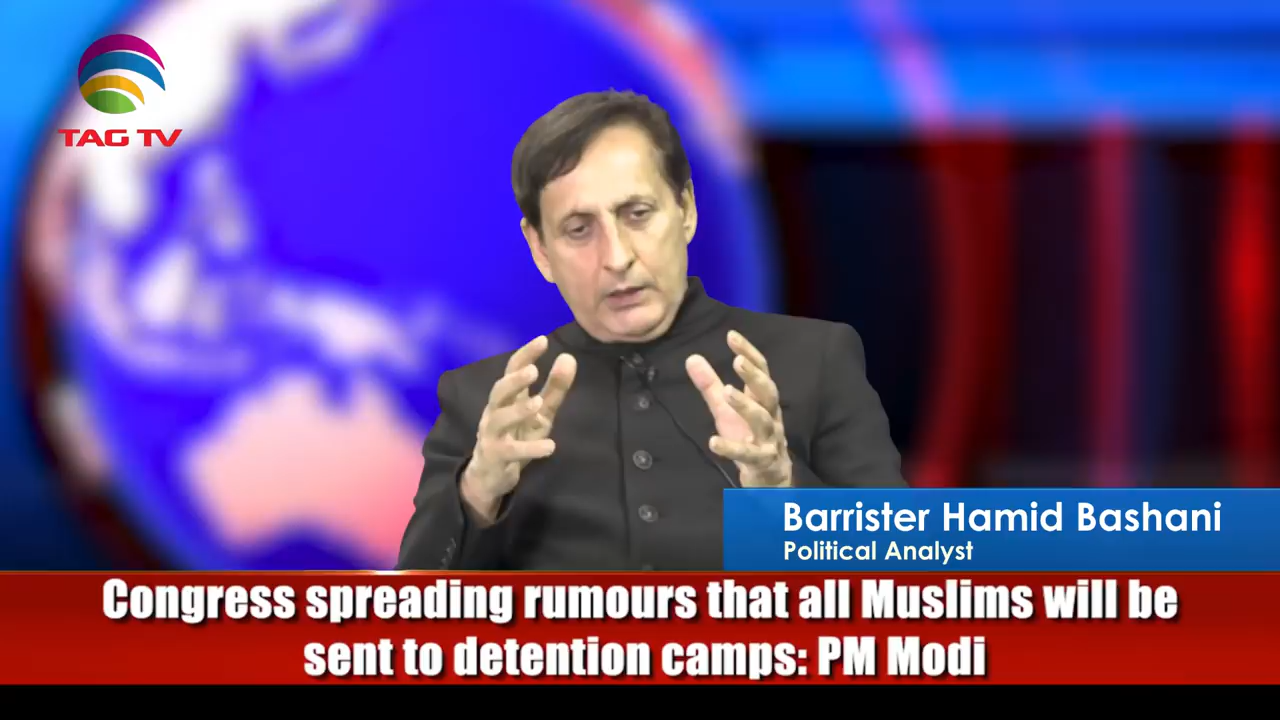 TAG TV
Barrister Hamid Bashani
Political Analyst
Congress spreading rumours that all Muslims will be
sent to detention camps: PM Modi